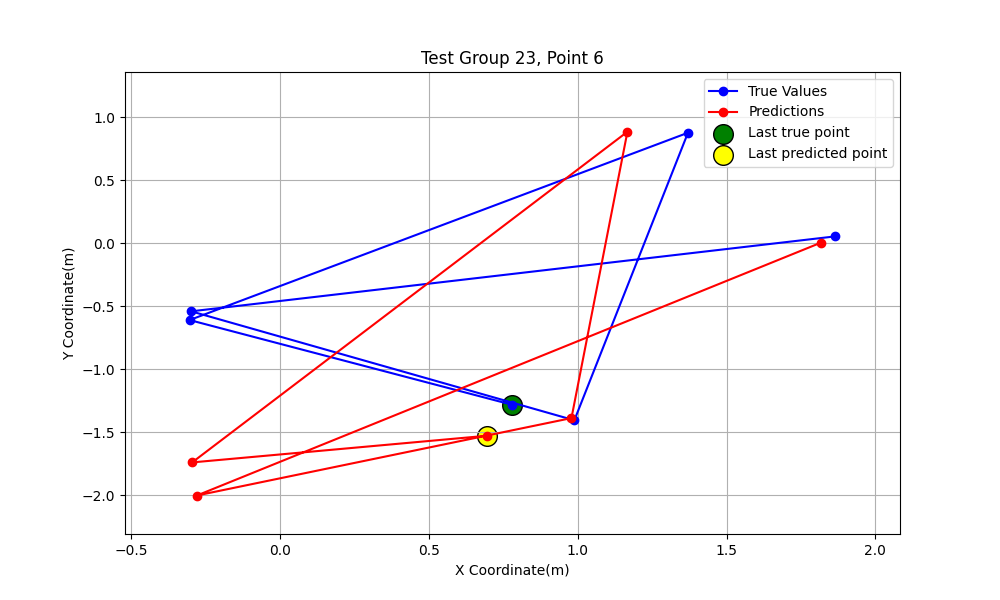 Test Group 23, Point 6
True Values
Predictions
Last true point
Last predicted point
1.0
0.5
0.0
−0.5
−1.0
−1.5
−2.0
Y Coordinate(m)
−0.5 0.0 0.5 1.0 1.5 2.0
X Coordinate(m)